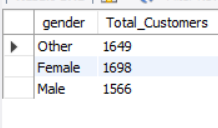 gender Total_Customers
Other 1649
Female 1698
Male 1566